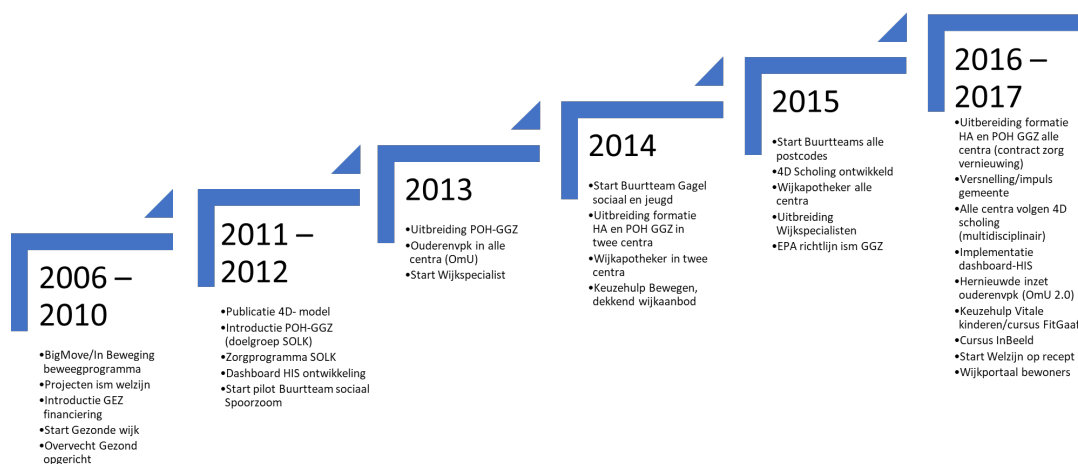 2006 –
2010
•BigMove/In Beweging
beweegprogramma
•Projecten ism welzijn
•Introductie GEZ
financiering
•Start Gezonde wijk
•Overvecht Gezond
opgericht
2011 –
2012
•Publicatie 4D- model
•Introductie POH-GGZ
(doelgroep SOLK)
•Zorgprogramma SOLK
•Dashboard HIS ontwikkeling
•Start pilot Buurtteam sociaal
Spoorzoom
2013
•Uitbreiding POH-GGZ
•Ouderenvpk in alle
centra (OmU)
•Start Wijkspecialist
2014
•Start Buurtteam Gagel
sociaal en jeugd
•Uitbreiding formatie
HA en POH GGZ in
twee centra
•Wijkapotheker in twee
centra
•Keuzehulp Bewegen,
dekkend wijkaanbod
2015
•Start Buurtteams alle
postcodes
•4D Scholing ontwikkeld
•Wijkapotheker alle
centra
•Uitbreiding
Wijkspecialisten
•EPA richtlijn ism GGZ
2016 –
2017
•Uitbereiding formatie
HA en POH GGZ alle
centra (contract zorg
vernieuwing)
•Versnelling/impuls
gemeente
•Alle centra volgen 4D
scholing
(multidisciplinair)
•Implementatie
dashboard-HIS
•Hernieuwde inzet
ouderenvpk (OmU 2.0)
•Keuzehulp Vitale
kinderen/cursus FitGaaf
•Cursus InBeeld
•Start Welzijn op recept
•Wijkportaal bewoners